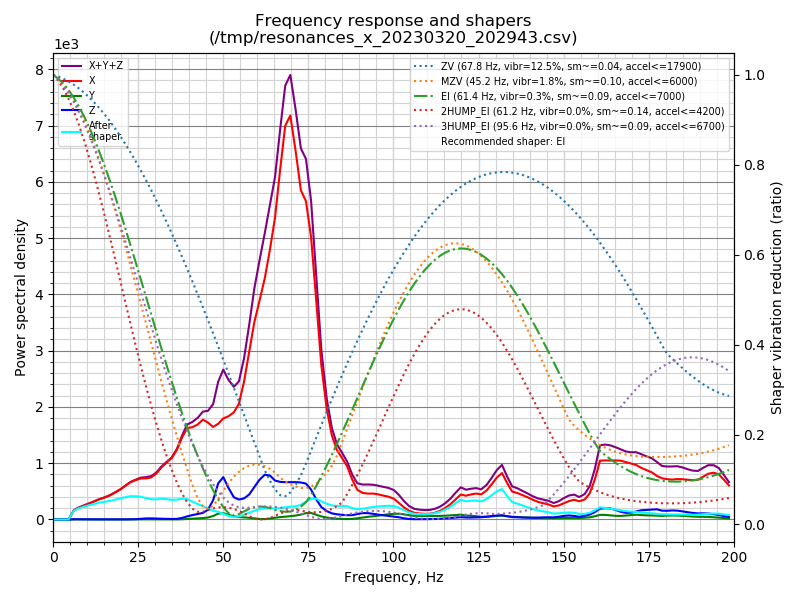 Frequency response and shapers
(/tmp/resonances_x_20230320_202943.csv)
1e3
X+Y+Z
X
Y
Z
After
shaper
ZV (67.8 Hz, vibr=12.5%, sm~=0.04, accel<=17900)
MZV (45.2 Hz, vibr=1.8%, sm~=0.10, accel<=6000)
EI (61.4 Hz, vibr=0.3%, sm~=0.09, accel<=7000)
2HUMP_EI (61.2 Hz, vibr=0.0%, sm~=0.14, accel<=4200)
3HUMP_EI (95.6 Hz, vibr=0.0%, sm~=0.09, accel<=6700)
Recommended shaper: EI
8
7
6
5
4
3
2
1
0
Power spectral density
1.0
0.8
0.6
0.4
0.2
0.0
Shaper vibration reduction (ratio)
0 25 50 75 100 125 150 175 200
Frequency, Hz